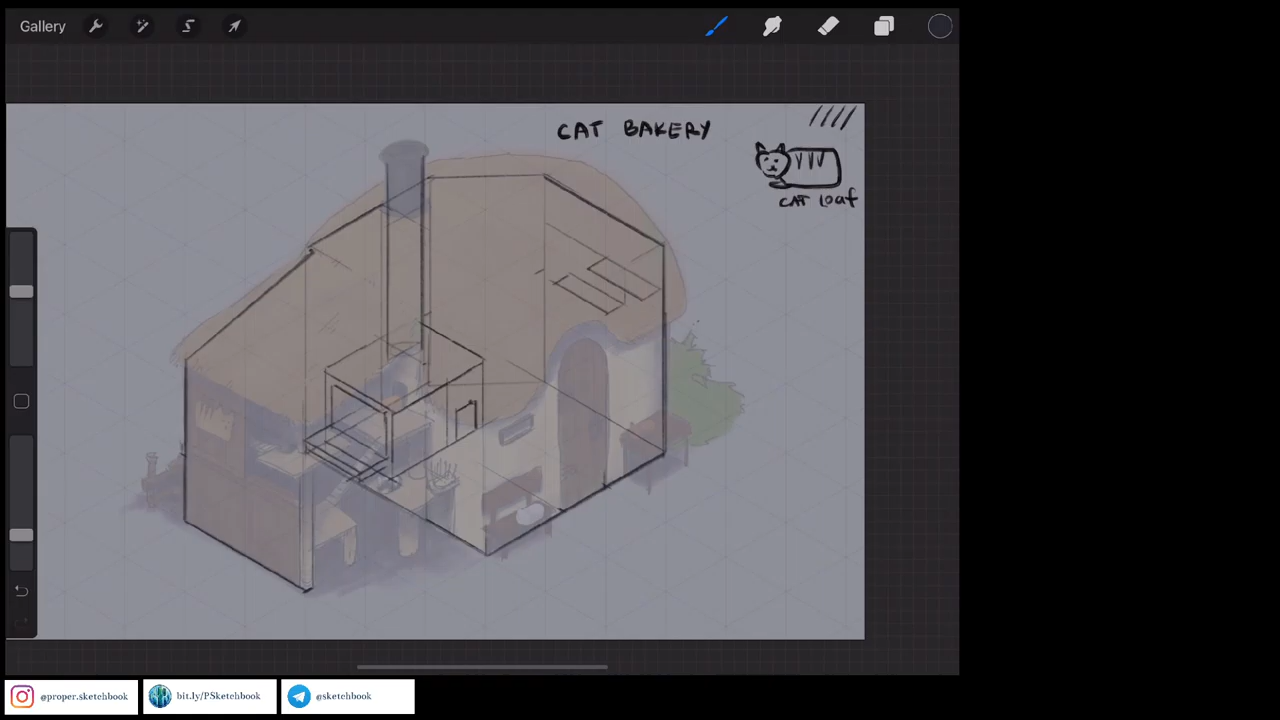 Gallery
CAT BAKERY
CAT loaf
@proper.sketchbook
bit.ly/PSketchbook
@sketchbook